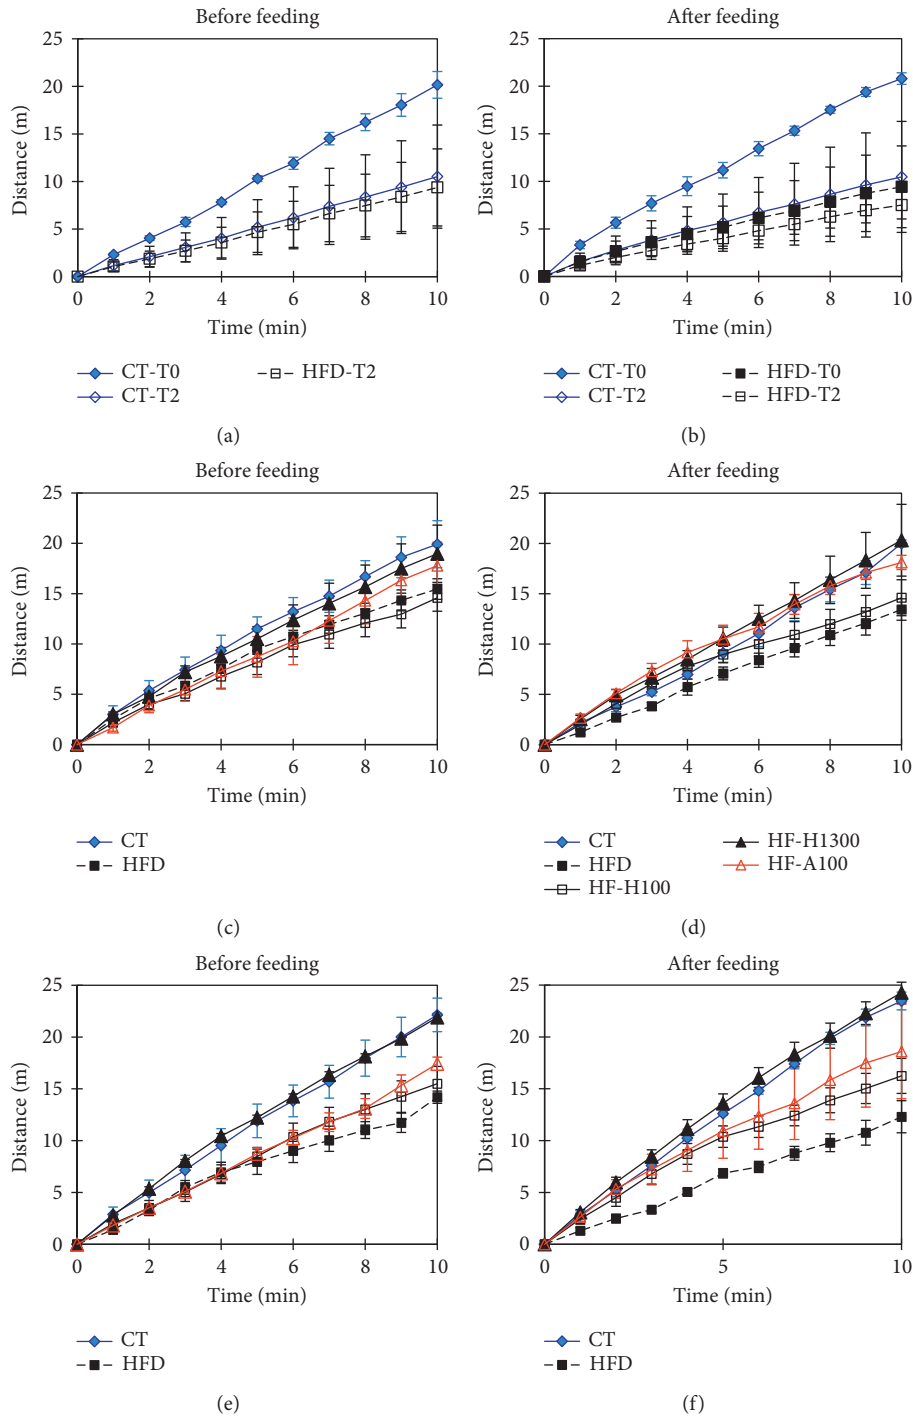 Before feeding
25
20
15
10
5
0
Distance (m)
0 2 4 6 8 10
Time (min)
CT-T0
CT-T2
HFD-T2
(a)
After feeding
25
20
15
10
5
0
Distance (m)
0 2 4 6 8 10
Time (min)
CT-T0
CT-T2
HFD-T0
HFD-T2
(b)
Before feeding
25
20
15
10
5
0
Distance (m)
0 2 4 6 8 10
Time (min)
CT
HFD
(c)
After feeding
25
20
15
10
5
0
Distance (m)
0 2 4 6 8 10
Time (min)
CT
HFD
HF-H100
HF-H1300
HF-A100
(d)
Before feeding
25
20
15
10
5
0
Distance (m)
0 2 4 6 8 10
Time (min)
CT
HFD
(e)
After feeding
25
20
15
10
5
0
Distance (m)
0 5 10
Time (min)
CT
HFD
(f)